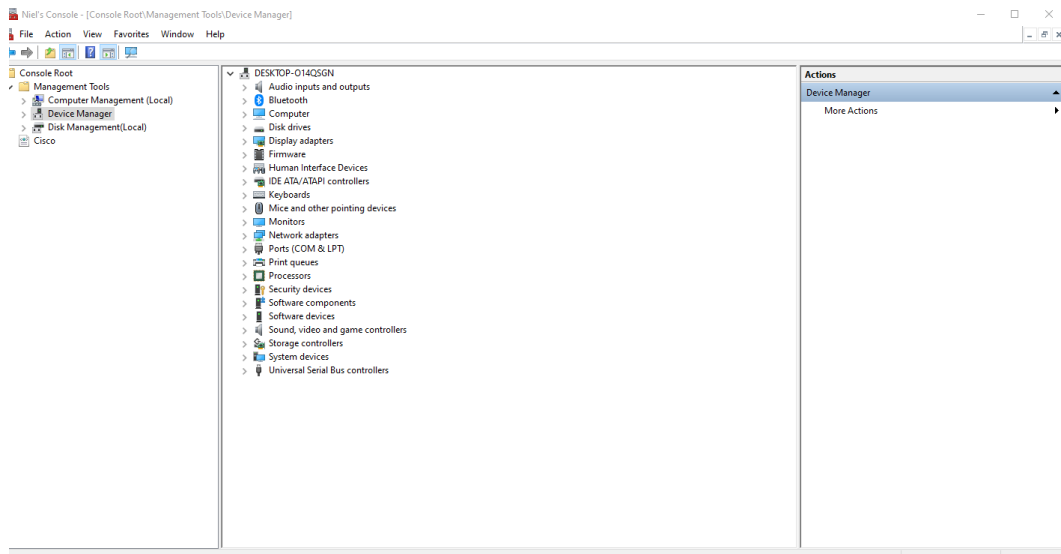 Niel's Console - [Console Root\Management Tools\Device Manager]
File Action View Favorites Window Help
Console Root
Management Tools
Computer Management (Local)
Device Manager
Disk Management(Local)
Cisco
DESKTOP-O14QSGN
Audio inputs and outputs
Bluetooth
Computer
Disk drives
Display adapters
Firmware
Human Interface Devices
IDE ATA/ATAPI controllers
Keyboards
Mice and other pointing devices
Monitors
Network adapters
Ports (COM & LPT)
Print queues
Processors
Security devices
Software components
Software devices
Sound, video and game controllers
Storage controllers
System devices
Universal Serial Bus controllers
Actions
Device Manager
More Actions